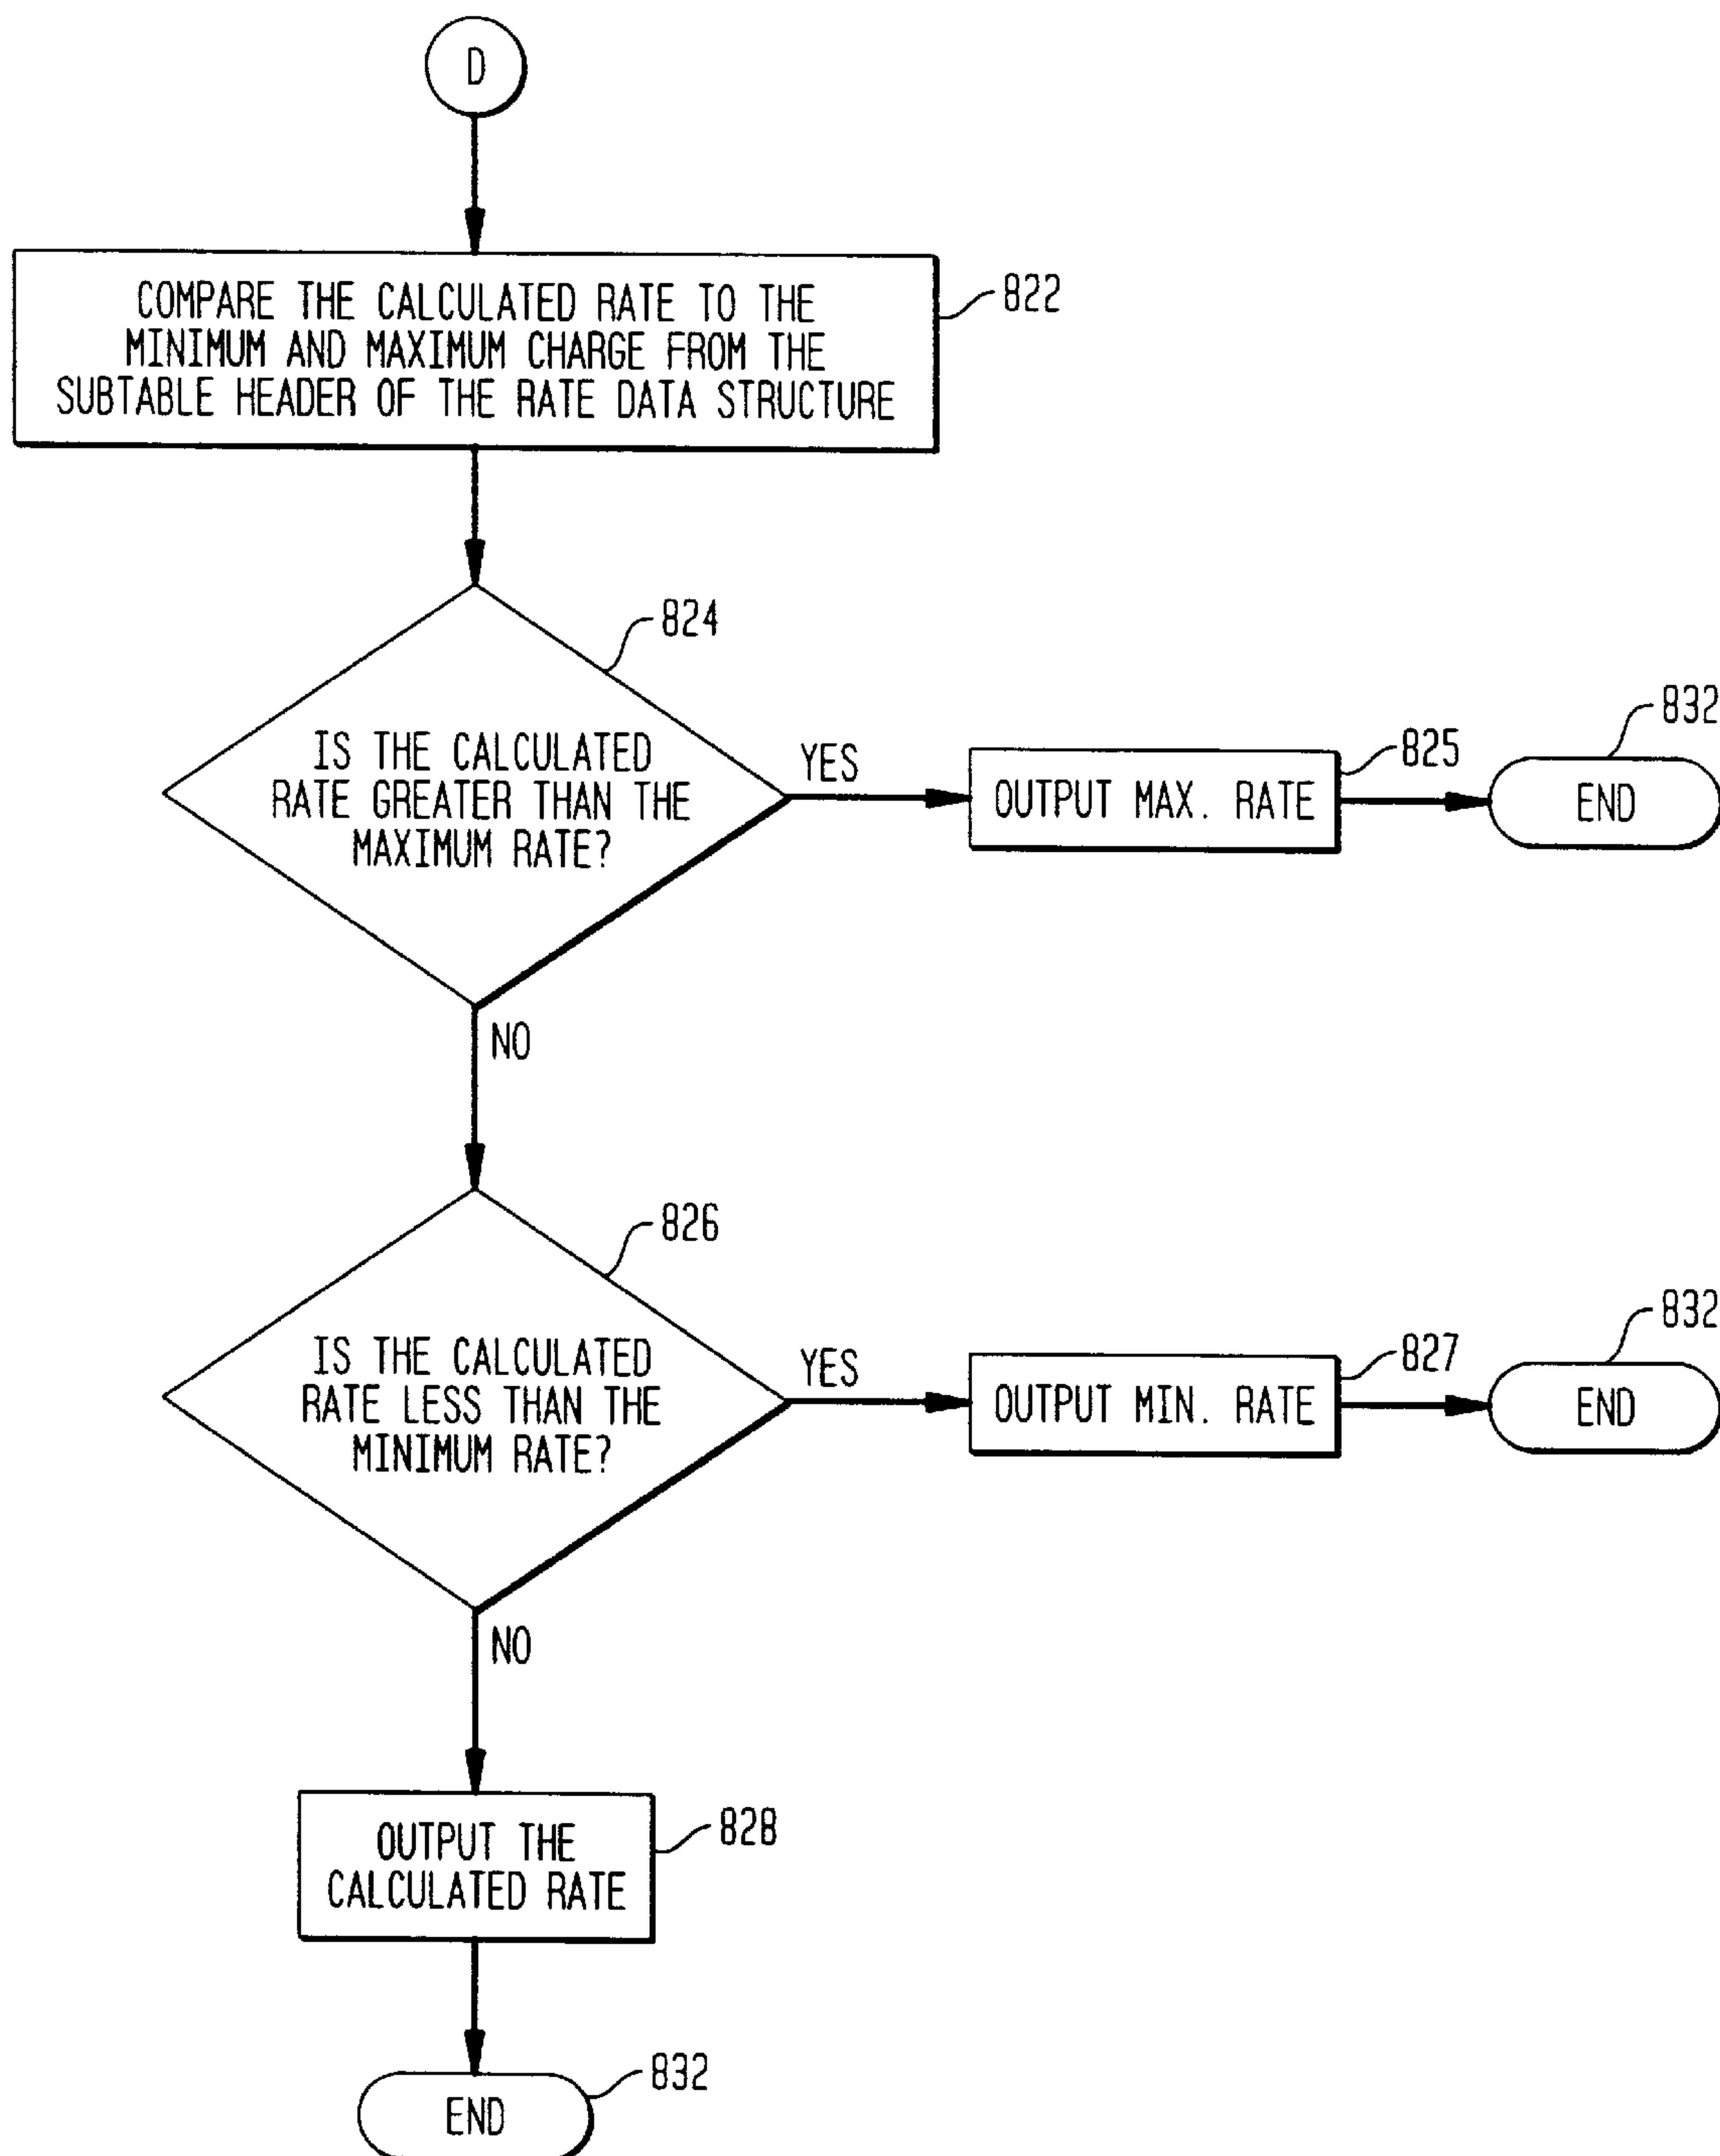 D
COMPARE THE CALCULATED RATE TO THE
MINIMUM AND MAXIMUM CHARGE FROM THE
SUBTABLE HEADER OF THE RATE DATA STRUCTURE
822
824
IS THE CALCULATED
RATE GREATER THAN THE
MAXIMUM RATE?
YES
OUTPUT MAX. RATE
825
END
832
NO
826
IS THE CALCULATED
RATE LESS THAN THE
MINIMUM RATE?
YES
OUTPUT MIN. RATE
827
END
832
NO
OUTPUT THE
CALCULATED RATE
828
END
832